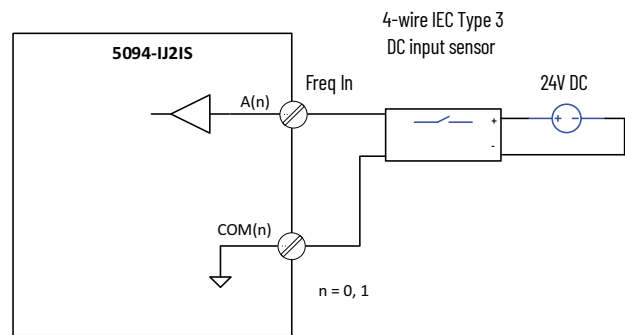 4-wire IEC Type 3
DC input sensor
5094-IJ2IS
Freq In
24V DC
A(n)
+
-
+ -
COM(n)
n = 0, 1